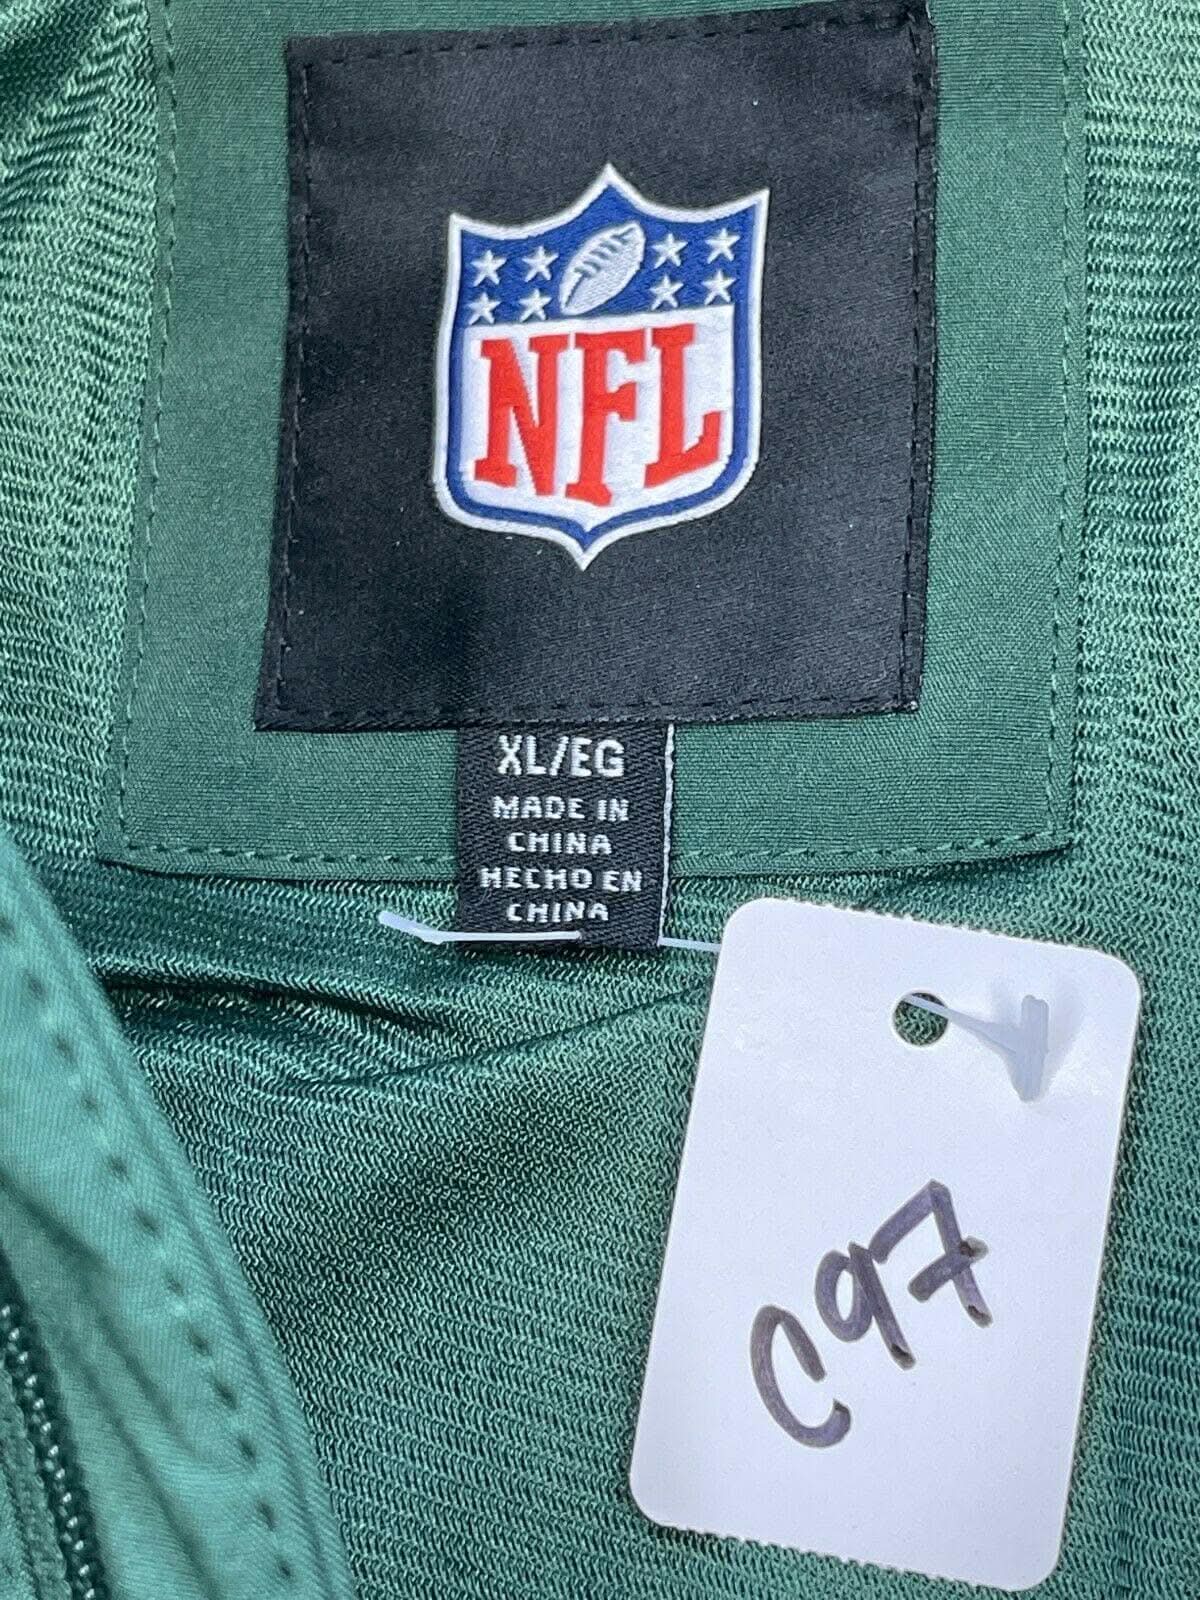 NFL
XL/EG
MADE IN
CHINA
HECHO EN
CHINA
C97